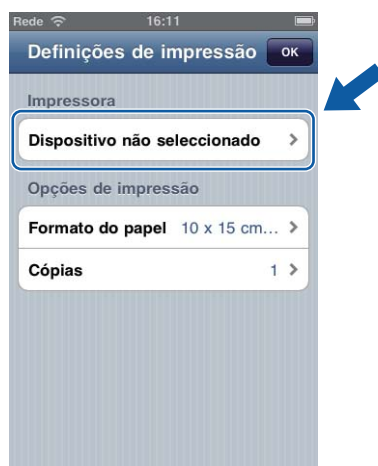 Rede 16:11
Definições de impressão OK
Impressora
Dispositivo não seleccionado
Opções de impressão
Formato do papel 10 x 15 cm...
Cópias 1